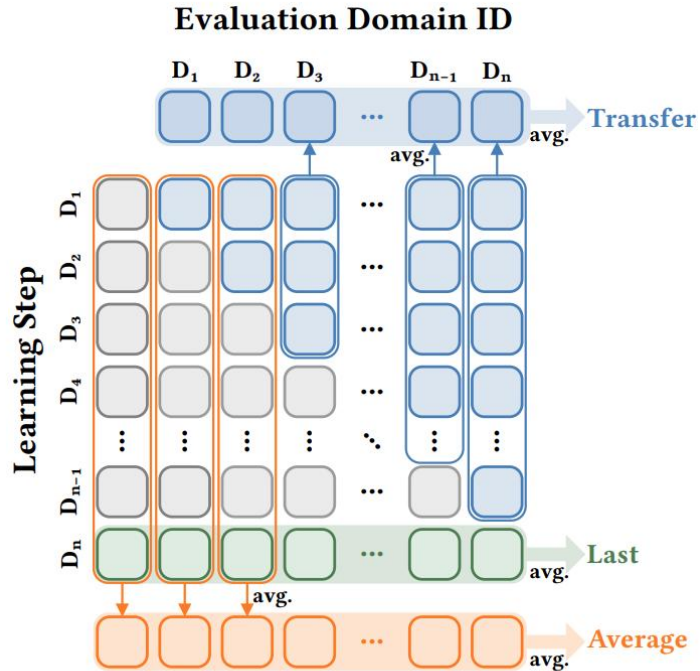 Evaluation Domain ID
D₁ D₂ D₃ ... Dₙ₋₁ Dₙ
... avg. avg. Transfer
Learning Step
D₁ ...
D₂ ...
D₃ ...
D₄ ...
⋮ ⋮ ⋮ ⋮ ⋱ ⋮ ⋮
Dₙ₋₁ ...
Dₙ ... avg. Last
avg.
... avg. Average